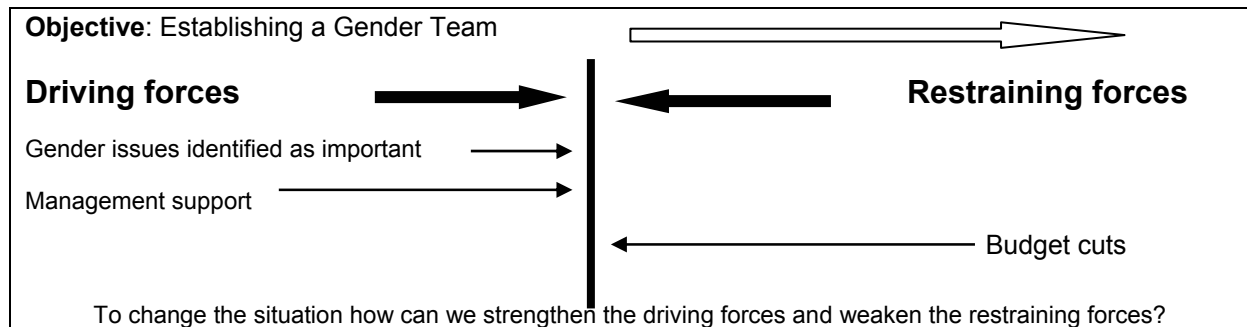 Objective: Establishing a Gender Team
Driving forces
Restraining forces
Gender issues identified as important
Management support
Budget cuts
To change the situation how can we strengthen the driving forces and weaken the restraining forces?